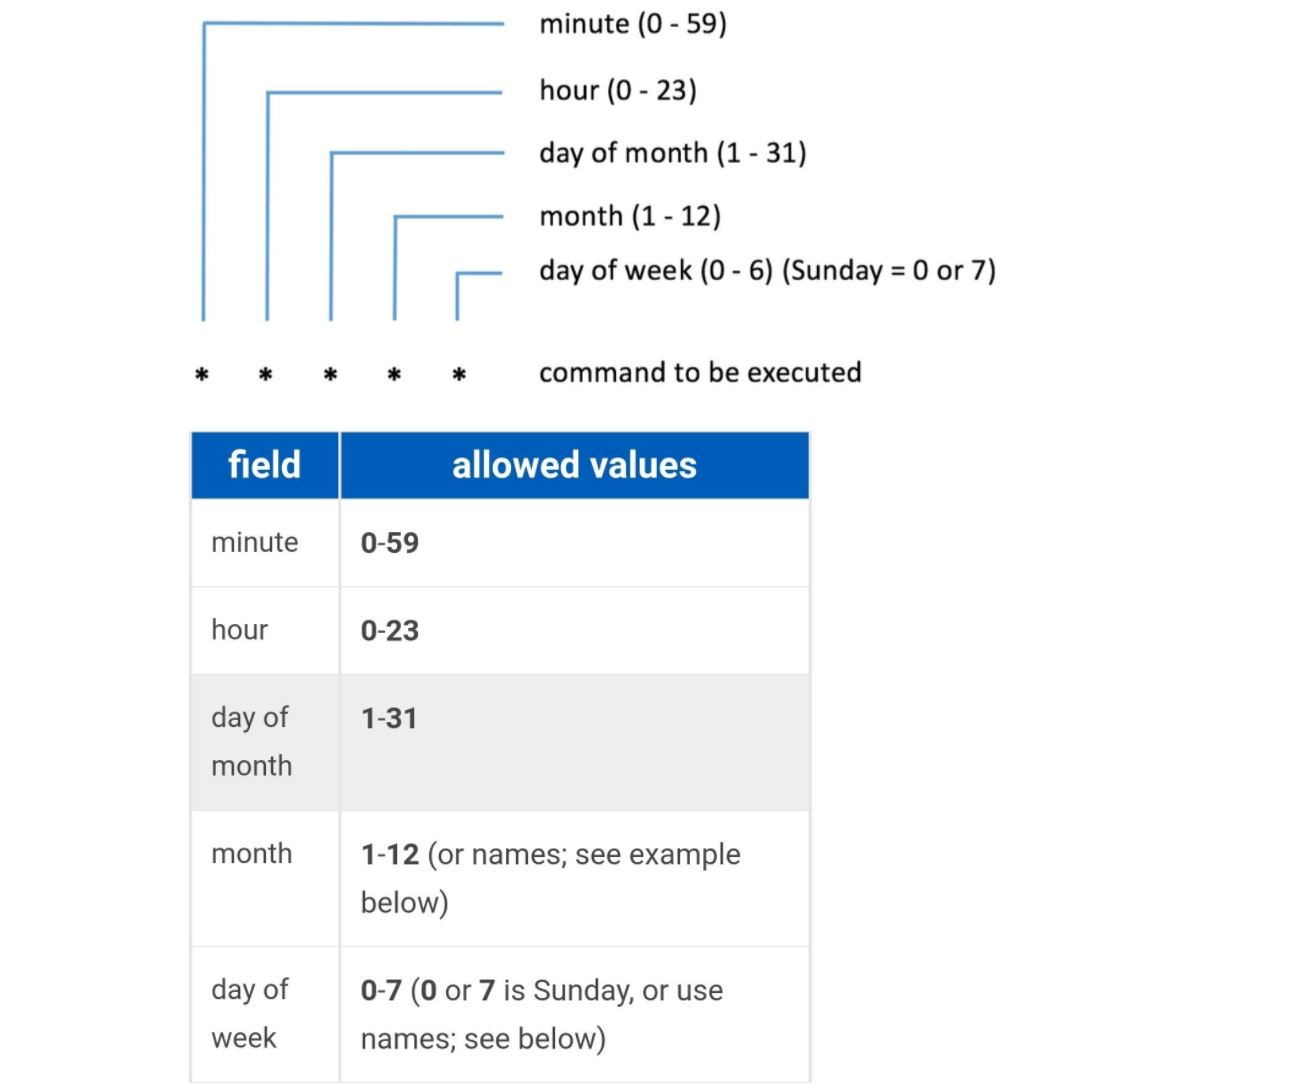 minute (0 - 59)
hour (0 - 23)
day of month (1 - 31)
month (1 - 12)
day of week (0 - 6) (Sunday = 0 or 7)
* * * * * command to be executed
field allowed values
minute 0-59
hour 0-23
day of 1-31
month
month 1-12 (or names; see example
below)
day of 0-7 (0 or 7 is Sunday, or use
week names; see below)